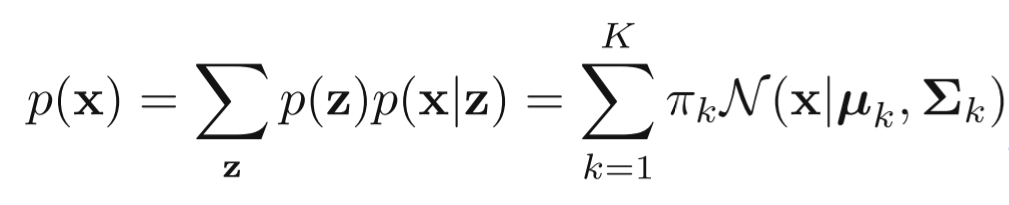 p(𝐱) = ∑_𝐳 p(𝐳)p(𝐱|𝐳) = ∑_{k=1}^{K} π_k 𝒩(𝐱|𝛍_k, 𝚺_k)